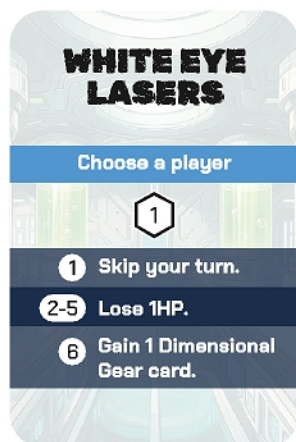 WHITE EYE
LASERS
Choose a player
1
1 Skip your turn.
2-5 Lose 1HP.
6 Gain 1 Dimensional
Gear card.